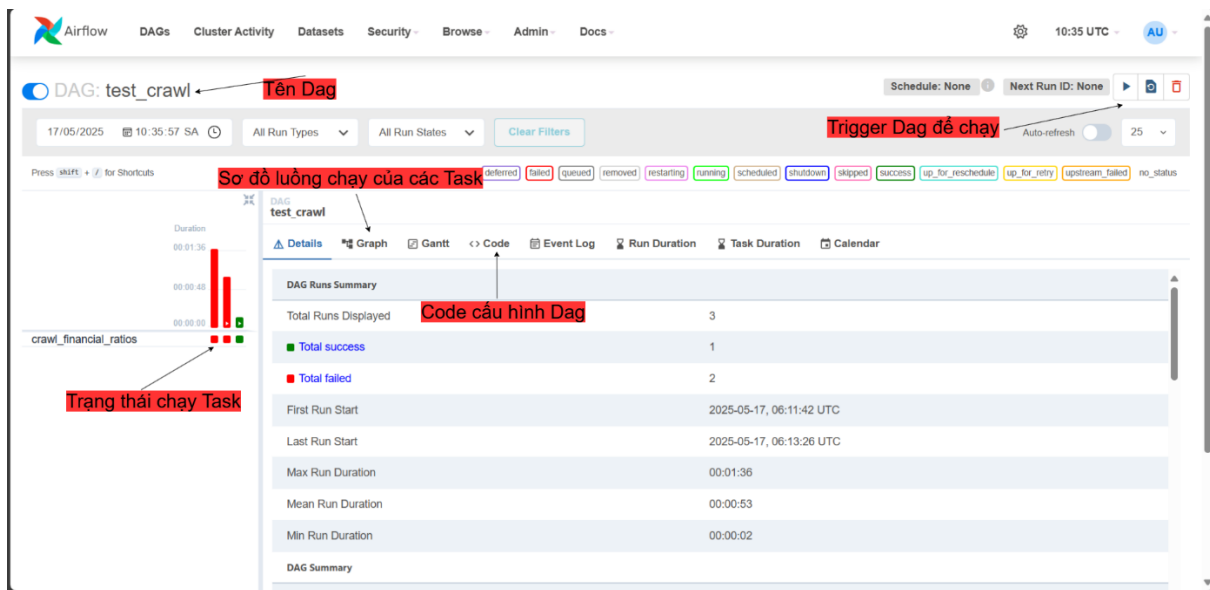 Airflow DAGs Cluster Activity Datasets Security Browse Admin Docs 10:35 UTC AU
DAG: test_crawl Tên Dag Schedule: None Next Run ID: None
17/05/2025 10:35:57 SA All Run Types All Run States Clear Filters Trigger Dag để chạy Auto-refresh 25
Press shift + / for Shortcuts Sơ đồ luồng chạy của các Task deferred failed queued removed restarting running scheduled shutdown skipped success up_for_reschedule up_for_retry upstream_failed no_status
DAG
test_crawl
Duration
00:01:36
00:00:48
00:00:00
crawl_financial_ratios
Trạng thái chạy Task
Details Graph Gantt Code Event Log Run Duration Task Duration Calendar
DAG Runs Summary
Code cấu hình Dag
Total Runs Displayed 3
Total success 1
Total failed 2
First Run Start 2025-05-17, 06:11:42 UTC
Last Run Start 2025-05-17, 06:13:26 UTC
Max Run Duration 00:01:36
Mean Run Duration 00:00:53
Min Run Duration 00:00:02
DAG Summary